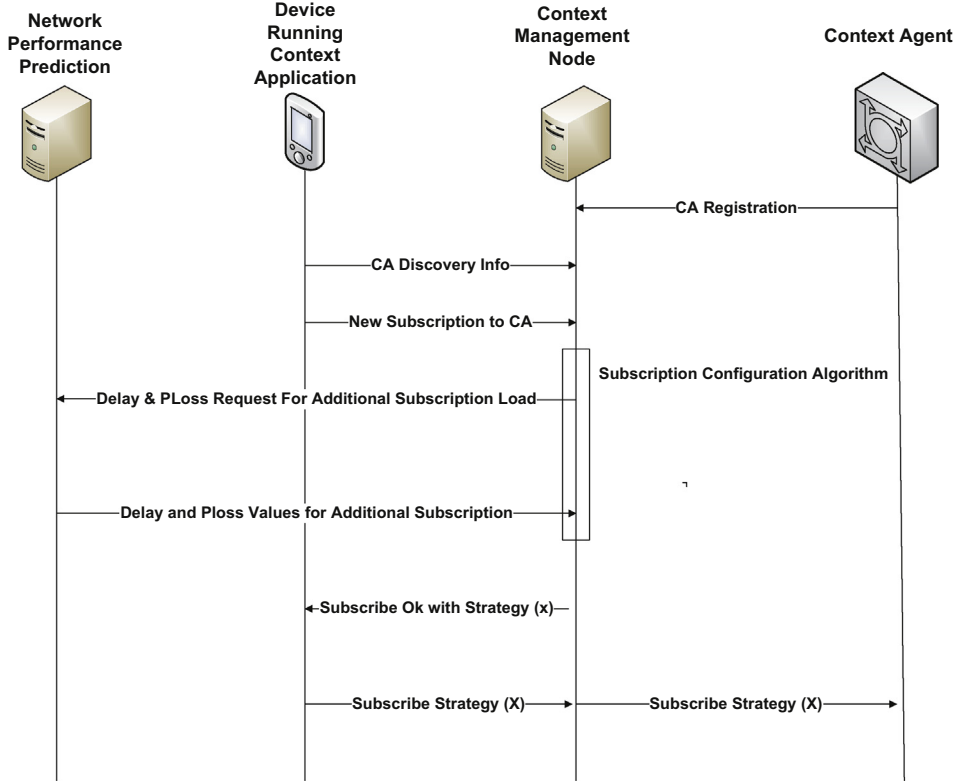 Network
Performance
Prediction
Device
Running
Context
Application
Context
Management
Node
Context Agent
CA Registration
CA Discovery Info
New Subscription to CA
Subscription Configuration Algorithm
Delay & PLoss Request For Additional Subscription Load
Delay and Ploss Values for Additional Subscription
Subscribe Ok with Strategy (x)
Subscribe Strategy (X)
Subscribe Strategy (X)